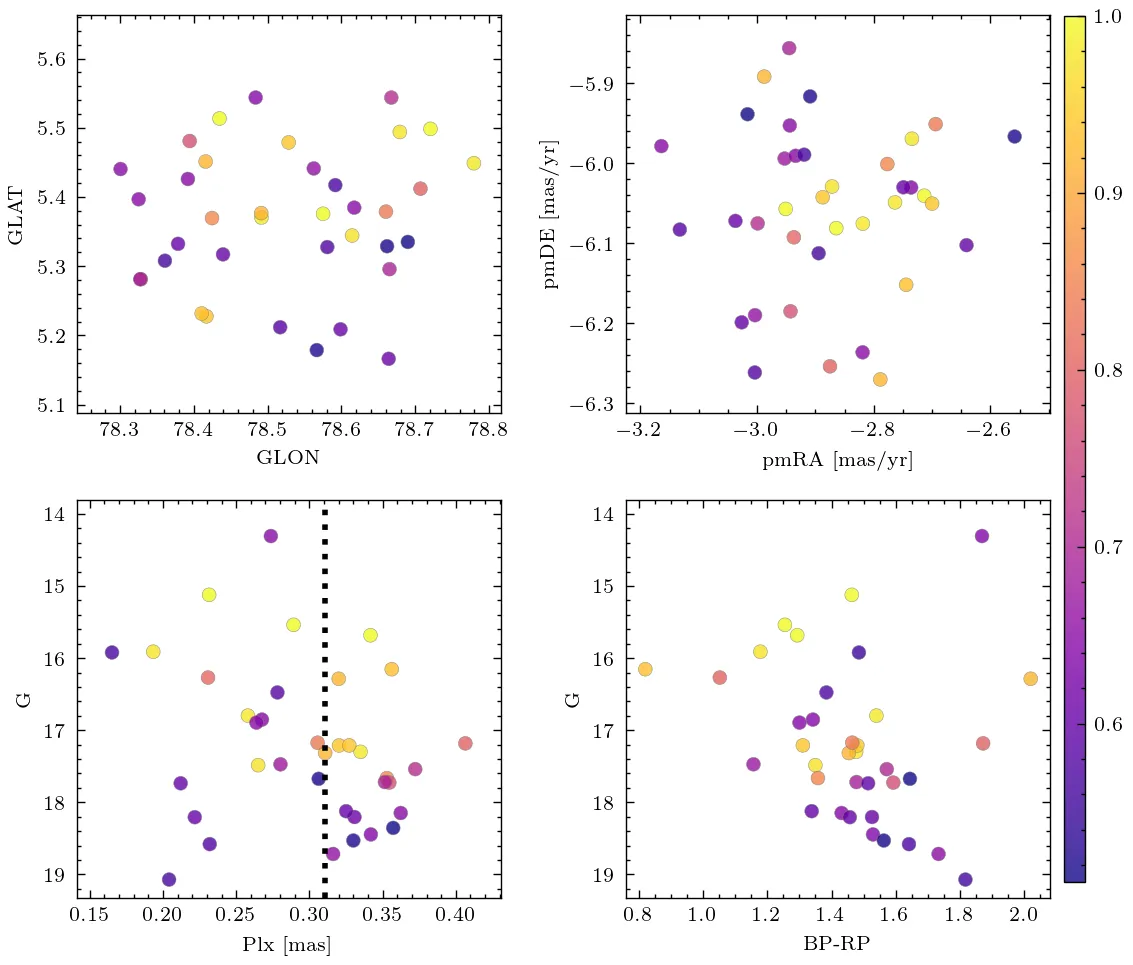 5.6
5.5
5.4
5.3
5.2
5.1
GLAT
78.3 78.4 78.5 78.6 78.7 78.8
GLON
−5.9
−6.0
−6.1
−6.2
−6.3
pmDE [mas/yr]
−3.2 −3.0 −2.8 −2.6
pmRA [mas/yr]
1.0
0.9
0.8
0.7
0.6
14
15
16
17
18
19
G
0.15 0.20 0.25 0.30 0.35 0.40
Plx [mas]
14
15
16
17
18
19
G
0.8 1.0 1.2 1.4 1.6 1.8 2.0
BP-RP